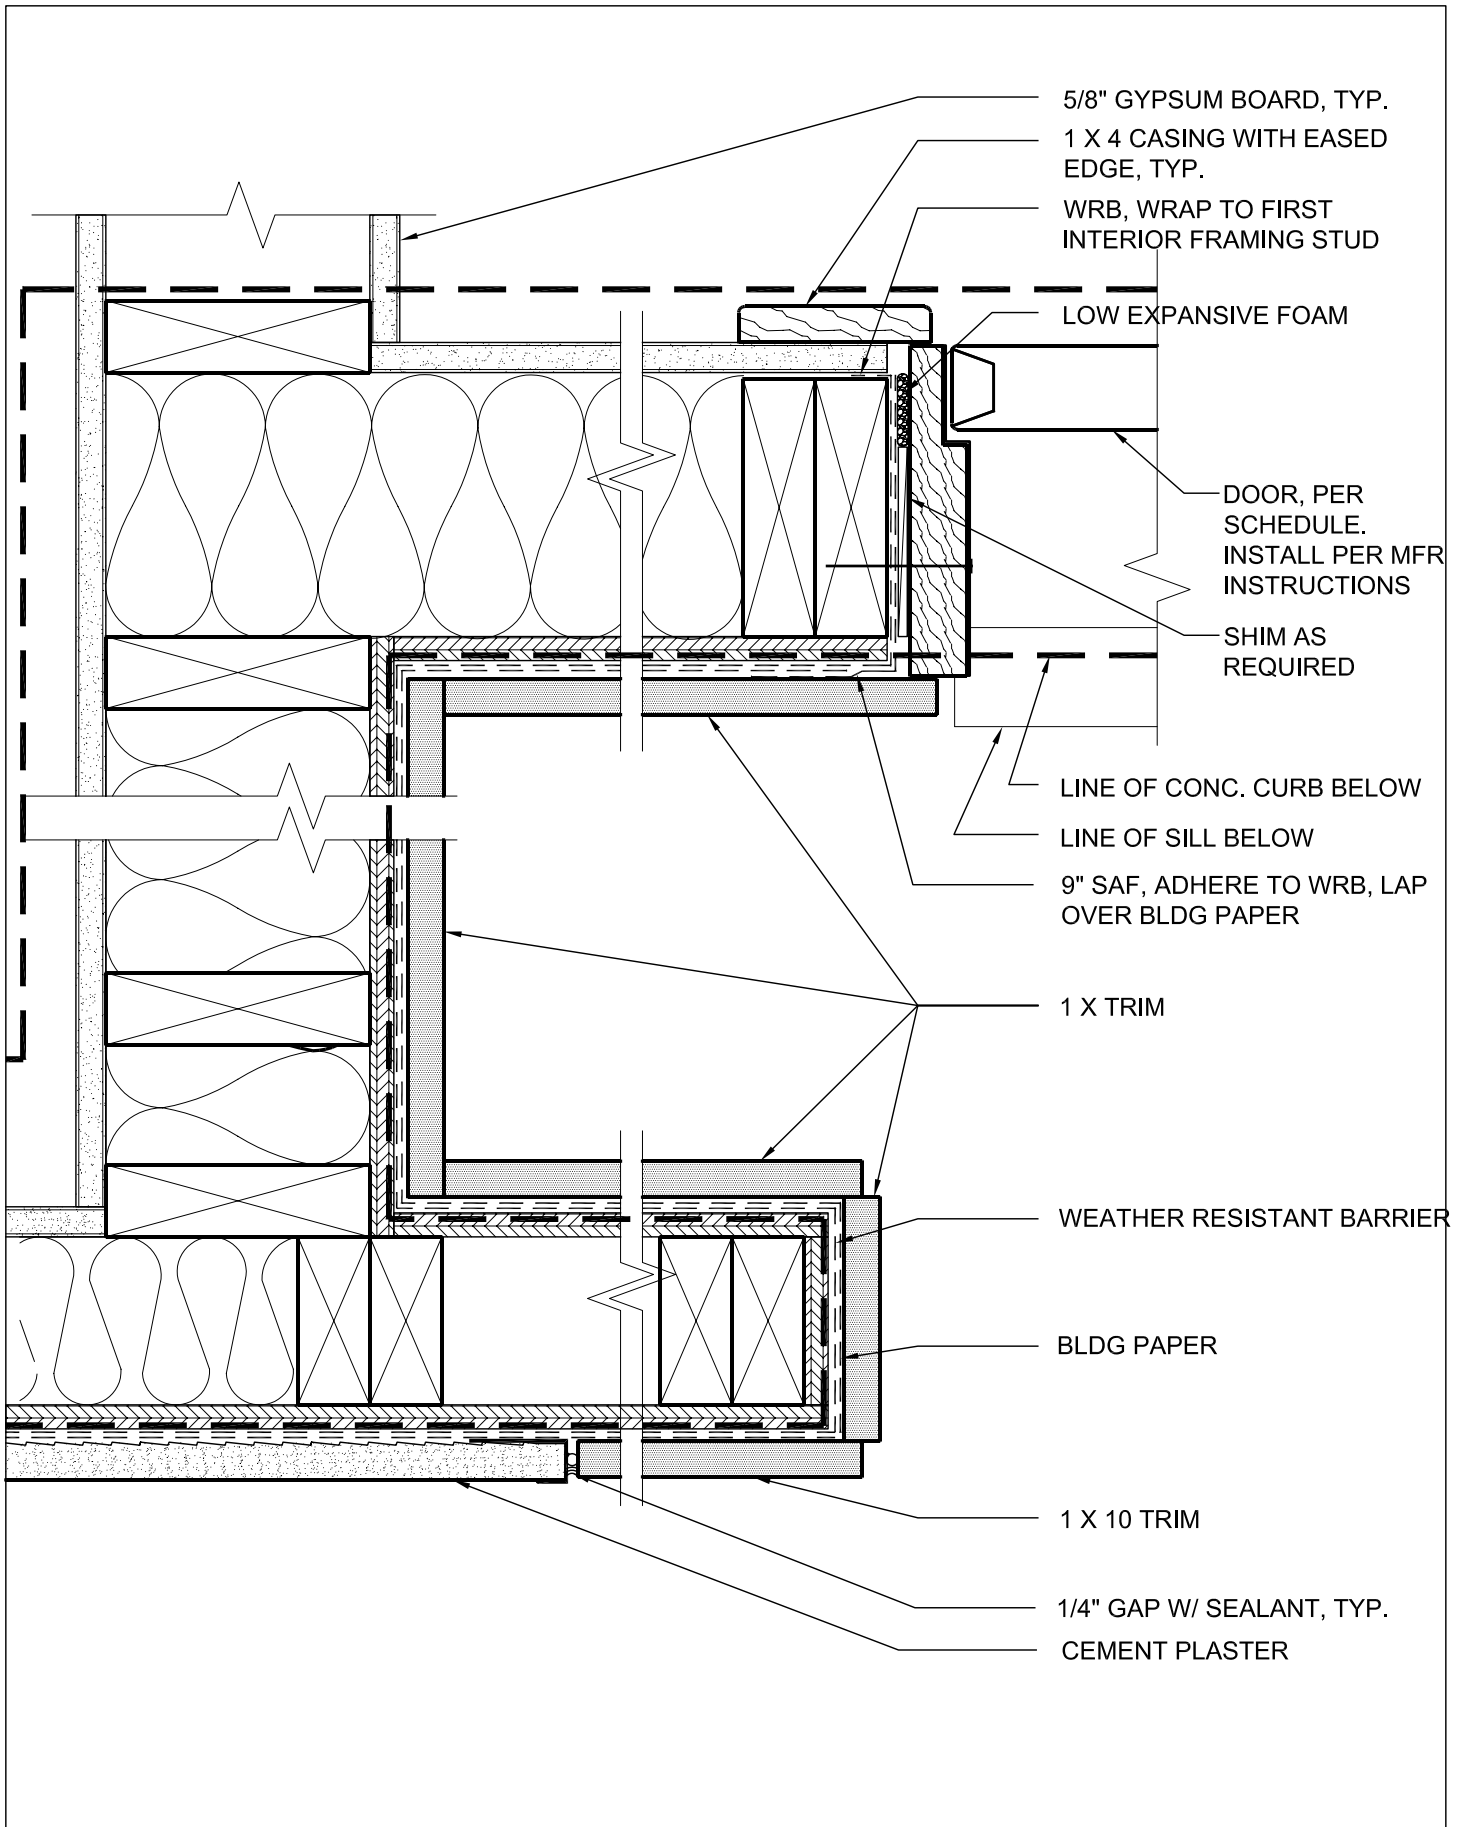 5/8" GYPSUM BOARD, TYP.
1 X 4 CASING WITH EASED
EDGE, TYP.
WRB, WRAP TO FIRST
INTERIOR FRAMING STUD
LOW EXPANSIVE FOAM
DOOR, PER
SCHEDULE.
INSTALL PER MFR
INSTRUCTIONS
SHIM AS
REQUIRED
LINE OF CONC. CURB BELOW
LINE OF SILL BELOW
9" SAF, ADHERE TO WRB, LAP
OVER BLDG PAPER
1 X TRIM
WEATHER RESISTANT BARRIER
BLDG PAPER
1 X 10 TRIM
1/4" GAP W/ SEALANT, TYP.
CEMENT PLASTER